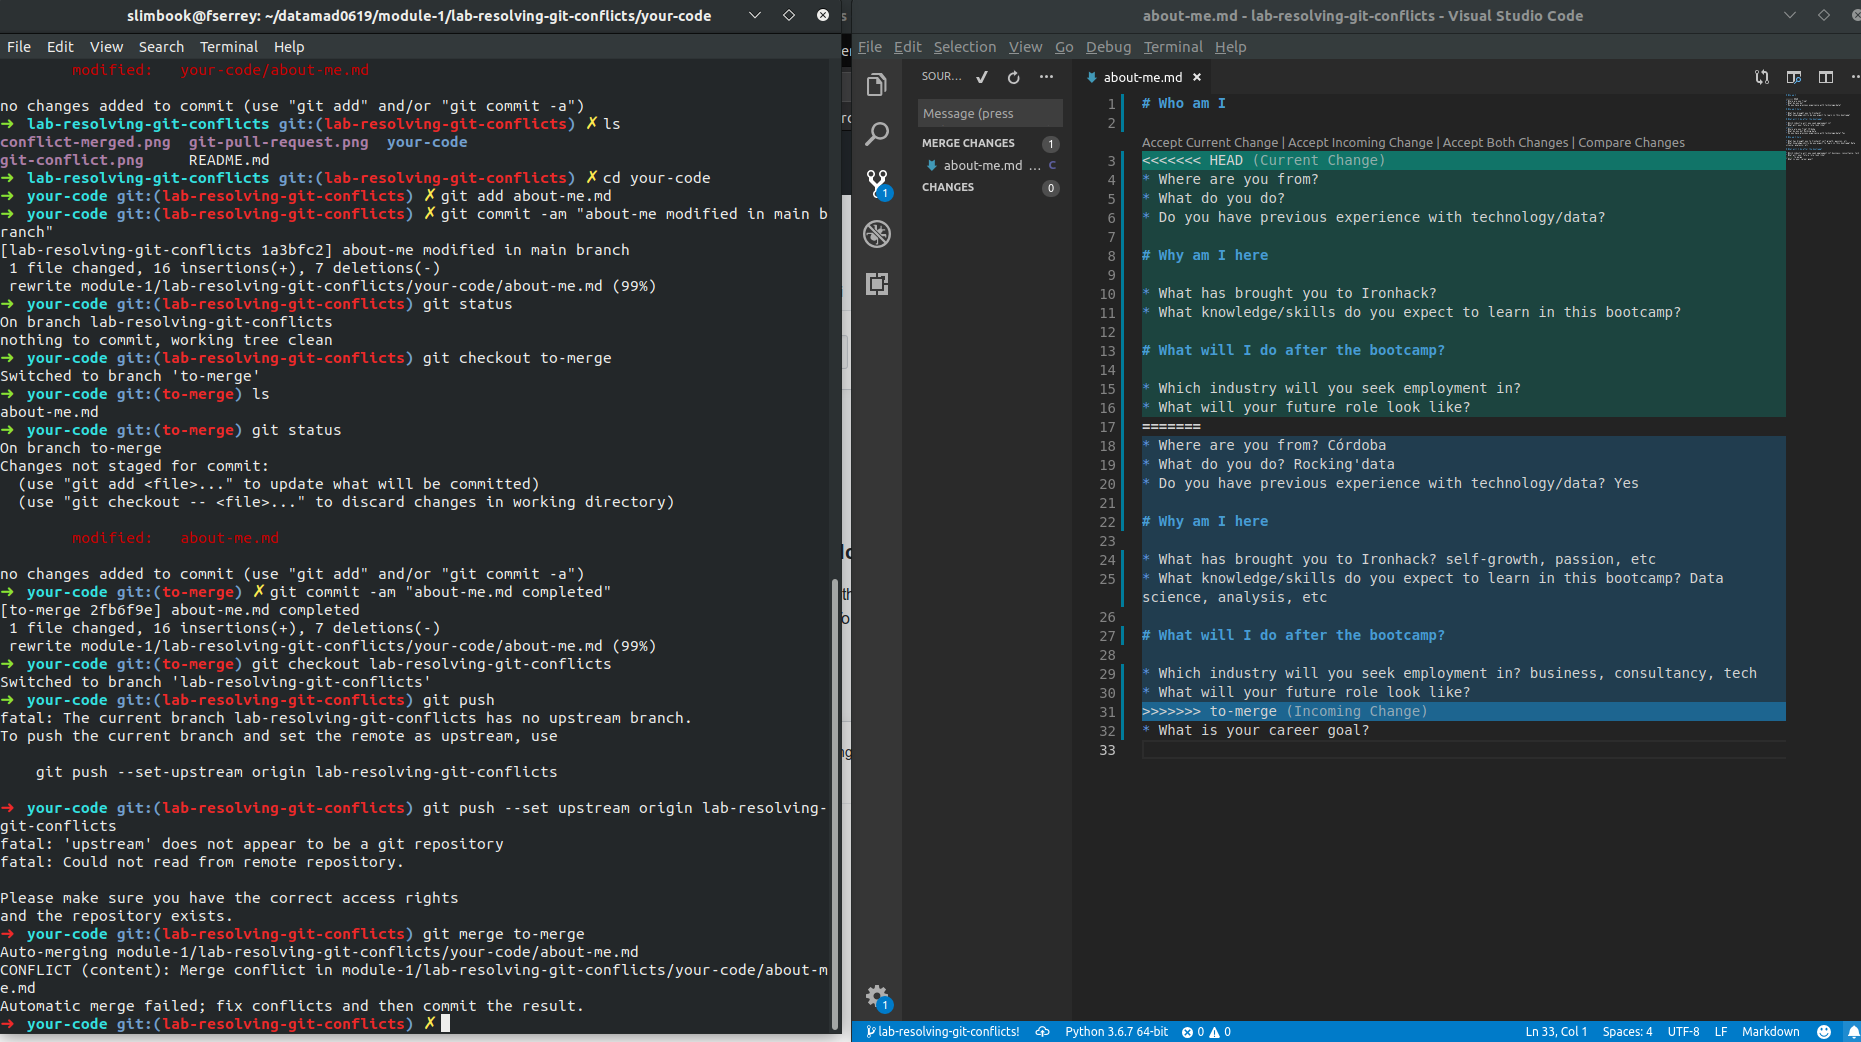 slimbook@fserrey: ~/datamad0619/module-1/lab-resolving-git-conflicts/your-code
File Edit View Search Terminal Help
modified:   your-code/about-me.md
no changes added to commit (use "git add" and/or "git commit -a")
➜ lab-resolving-git-conflicts git:(lab-resolving-git-conflicts) ✗ ls
conflict-merged.png git-pull-request.png your-code
git-conflict.png README.md
➜ lab-resolving-git-conflicts git:(lab-resolving-git-conflicts) ✗ cd your-code
➜ your-code git:(lab-resolving-git-conflicts) ✗ git add about-me.md
➜ your-code git:(lab-resolving-git-conflicts) ✗ git commit -am "about-me modified in main b
ranch"
[lab-resolving-git-conflicts 1a3bfc2] about-me modified in main branch
1 file changed, 16 insertions(+), 7 deletions(-)
rewrite module-1/lab-resolving-git-conflicts/your-code/about-me.md (99%)
➜ your-code git:(lab-resolving-git-conflicts) git status
On branch lab-resolving-git-conflicts
nothing to commit, working tree clean
➜ your-code git:(lab-resolving-git-conflicts) git checkout to-merge
Switched to branch 'to-merge'
➜ your-code git:(to-merge) ls
about-me.md
➜ your-code git:(to-merge) git status
On branch to-merge
Changes not staged for commit:
(use "git add <file>..." to update what will be committed)
(use "git checkout -- <file>..." to discard changes in working directory)
modified:   about-me.md
no changes added to commit (use "git add" and/or "git commit -a")
➜ your-code git:(to-merge) ✗ git commit -am "about-me.md completed"
[to-merge 2fb6f9e] about-me.md completed
1 file changed, 16 insertions(+), 7 deletions(-)
rewrite module-1/lab-resolving-git-conflicts/your-code/about-me.md (99%)
➜ your-code git:(to-merge) git checkout lab-resolving-git-conflicts
Switched to branch 'lab-resolving-git-conflicts'
➜ your-code git:(lab-resolving-git-conflicts) git push
fatal: The current branch lab-resolving-git-conflicts has no upstream branch.
To push the current branch and set the remote as upstream, use
git push --set-upstream origin lab-resolving-git-conflicts
➜ your-code git:(lab-resolving-git-conflicts) git push --set upstream origin lab-resolving-
git-conflicts
fatal: 'upstream' does not appear to be a git repository
fatal: Could not read from remote repository.
Please make sure you have the correct access rights
and the repository exists.
➜ your-code git:(lab-resolving-git-conflicts) git merge to-merge
Auto-merging module-1/lab-resolving-git-conflicts/your-code/about-me.md
CONFLICT (content): Merge conflict in module-1/lab-resolving-git-conflicts/your-code/about-m
e.md
Automatic merge failed; fix conflicts and then commit the result.
➜ your-code git:(lab-resolving-git-conflicts) ✗
about-me.md - lab-resolving-git-conflicts - Visual Studio Code
File Edit Selection View Go Debug Terminal Help
SOUR...
Message (press
MERGE CHANGES 1
about-me.md ... C
CHANGES 0
1
1
about-me.md ×
1 # Who am I
2
Accept Current Change | Accept Incoming Change | Accept Both Changes | Compare Changes
3 <<<<<<< HEAD (Current Change)
4 * Where are you from?
5 * What do you do?
6 * Do you have previous experience with technology/data?
7
8 # Why am I here
9
10 * What has brought you to Ironhack?
11 * What knowledge/skills do you expect to learn in this bootcamp?
12
13 # What will I do after the bootcamp?
14
15 * Which industry will you seek employment in?
16 * What will your future role look like?
17 =======
18 * Where are you from? Córdoba
19 * What do you do? Rocking'data
20 * Do you have previous experience with technology/data? Yes
21
22 # Why am I here
23
24 * What has brought you to Ironhack? self-growth, passion, etc
25 * What knowledge/skills do you expect to learn in this bootcamp? Data
science, analysis, etc
26
27 # What will I do after the bootcamp?
28
29 * Which industry will you seek employment in? business, consultancy, tech
30 * What will your future role look like?
31 >>>>>>> to-merge (Incoming Change)
32 * What is your career goal?
33
lab-resolving-git-conflicts! Python 3.6.7 64-bit 0 0 Ln 33, Col 1 Spaces: 4 UTF-8 LF Markdown